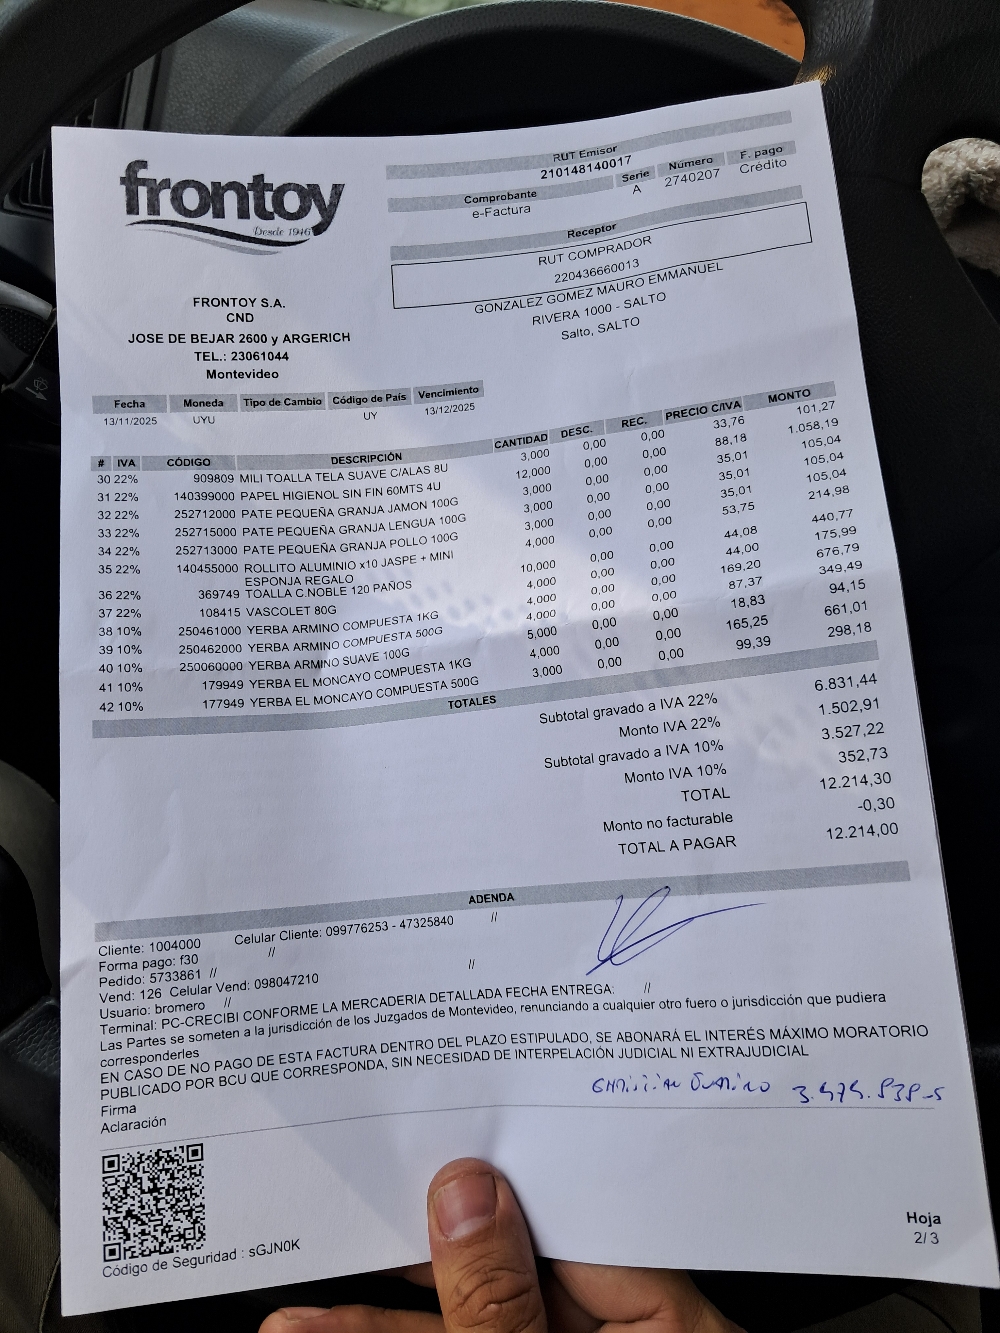 frontoy
Desde 1946
RUT Emisor
210148140017
Comprobante Serie Número F. pago
e-Factura A 2740207 Crédito
Receptor
RUT COMPRADOR
220436660013
GONZALEZ GOMEZ MAURO EMMANUEL
RIVERA 1000 - SALTO
Salto, SALTO
FRONTOY S.A.
CND
JOSE DE BEJAR 2600 y ARGERICH
TEL.: 23061044
Montevideo
Fecha Moneda Tipo de Cambio Código de País Vencimiento
13/11/2025 UYU UY 13/12/2025
# IVA CÓDIGO DESCRIPCIÓN CANTIDAD DESC. REC. PRECIO C/IVA MONTO
30 22% 909809 MILI TOALLA TELA SUAVE C/ALAS 8U 3,000 0,00 0,00 33,76 101,27
31 22% 140399000 PAPEL HIGIENOL SIN FIN 60MTS 4U 12,000 0,00 0,00 88,18 1.058,19
32 22% 252712000 PATE PEQUEÑA GRANJA JAMON 100G 3,000 0,00 0,00 35,01 105,04
33 22% 252715000 PATE PEQUEÑA GRANJA LENGUA 100G 3,000 0,00 0,00 35,01 105,04
34 22% 252713000 PATE PEQUEÑA GRANJA POLLO 100G 3,000 0,00 0,00 35,01 105,04
35 22% 140455000 ROLLITO ALUMINIO x10 JASPE + MINI 4,000 0,00 0,00 53,75 214,98
ESPONJA REGALO
36 22% 369749 TOALLA C.NOBLE 120 PAÑOS 10,000 0,00 0,00 44,08 440,77
37 22% 108415 VASCOLET 80G 4,000 0,00 0,00 44,00 175,99
38 10% 250461000 YERBA ARMINO COMPUESTA 1KG 4,000 0,00 0,00 169,20 676,79
39 10% 250462000 YERBA ARMINO COMPUESTA 500G 4,000 0,00 0,00 87,37 349,49
40 10% 250060000 YERBA ARMINO SUAVE 100G 5,000 0,00 0,00 18,83 94,15
41 10% 179949 YERBA EL MONCAYO COMPUESTA 1KG 4,000 0,00 0,00 165,25 661,01
42 10% 177949 YERBA EL MONCAYO COMPUESTA 500G 3,000 0,00 0,00 99,39 298,18
TOTALES
Subtotal gravado a IVA 22% 6.831,44
Monto IVA 22% 1.502,91
Subtotal gravado a IVA 10% 3.527,22
Monto IVA 10% 352,73
TOTAL 12.214,30
Monto no facturable -0,30
TOTAL A PAGAR 12.214,00
ADENDA
Cliente: 1004000 Celular Cliente: 099776253 - 47325840 //
Forma pago: f30 //
Pedido: 5733861 //
Vend: 126 Celular Vend: 098047210 //
Usuario: bromero //
Terminal: PC-CRECIBI CONFORME LA MERCADERIA DETALLADA FECHA ENTREGA: //
Las Partes se someten a la jurisdicción de los Juzgados de Montevideo, renunciando a cualquier otro fuero o jurisdicción que pudiera
corresponderles
EN CASO DE NO PAGO DE ESTA FACTURA DENTRO DEL PLAZO ESTIPULADO, SE ABONARÁ EL INTERÉS MÁXIMO MORATORIO
PUBLICADO POR BCU QUE CORRESPONDA, SIN NECESIDAD DE INTERPELACIÓN JUDICIAL NI EXTRAJUDICIAL
Firma
Aclaración
Código de Seguridad : sGJN0K
Hoja
2/3